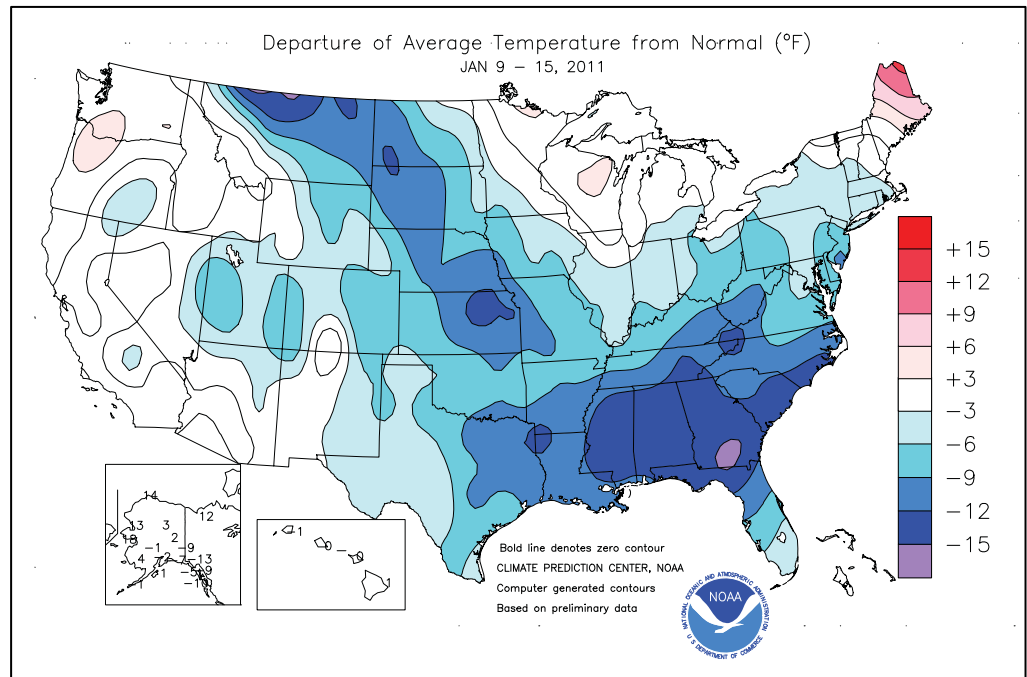 Departure of Average Temperature from Normal (°F)
JAN 9 – 15, 2011
+15
+12
+9
+6
+3
−3
−6
−9
−12
−15
14
13
3
12
2
−1
−9
4
−13
1
−1
0
Bold line denotes zero contour
CLIMATE PREDICTION CENTER, NOAA
Computer generated contours
Based on preliminary data
NATIONAL OCEANIC AND ATMOSPHERIC ADMINISTRATION
NOAA
U S DEPARTMENT OF COMMERCE